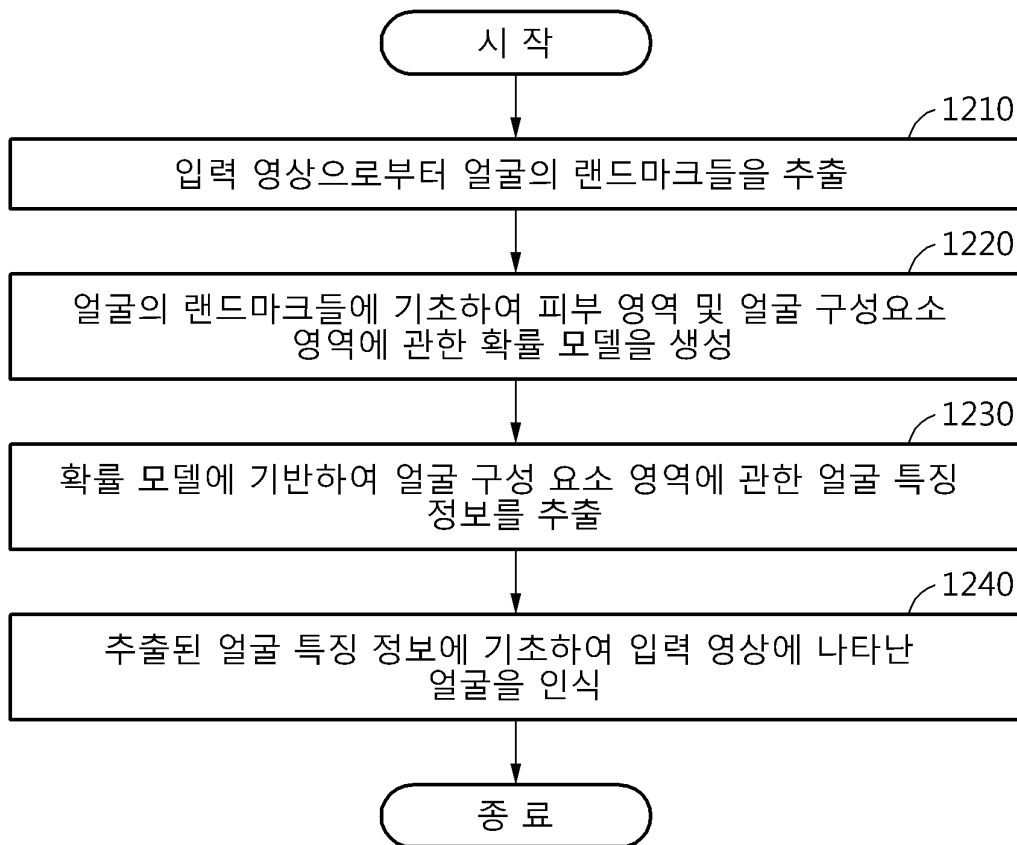 시 작
1210
입력 영상으로부터 얼굴의 랜드마크들을 추출
1220
얼굴의 랜드마크들에 기초하여 피부 영역 및 얼굴 구성요소
영역에 관한 확률 모델을 생성
1230
확률 모델에 기반하여 얼굴 구성 요소 영역에 관한 얼굴 특징
정보를 추출
1240
추출된 얼굴 특징 정보에 기초하여 입력 영상에 나타난
얼굴을 인식
종 료